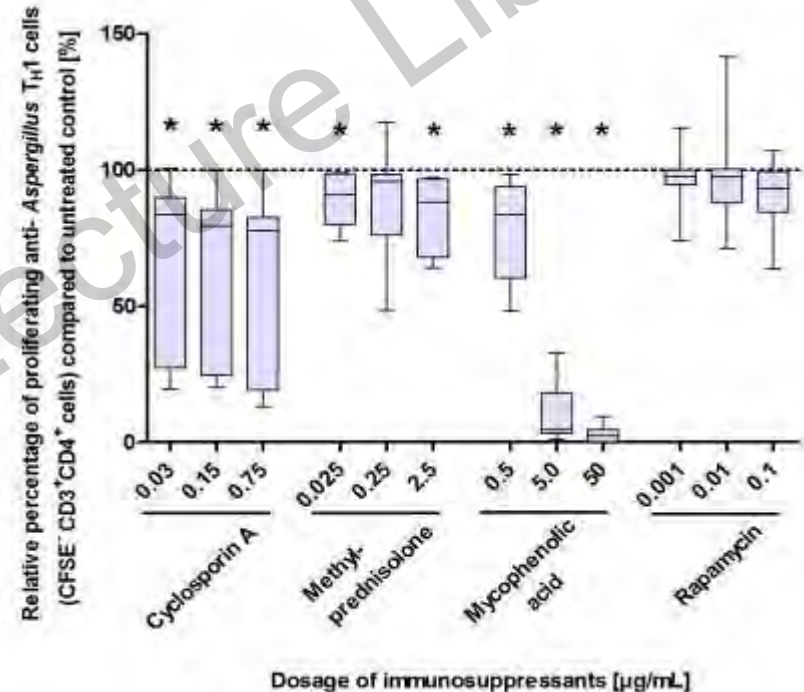 Relative percentage of proliferating anti- Aspergillus TH1 cells
(CFSE⁻ CD3⁺CD4⁺ cells) compared to untreated control [%]
150
* * * * * * * *
100
50
0
0.03 0.15 0.75 0.025 0.25 2.5 0.5 5.0 50 0.001 0.01 0.1
Cyclosporin A
Methyl-
prednisolone
Mycophenolic
acid
Rapamycin
Dosage of immunosuppressants [µg/mL]
ecture Lib